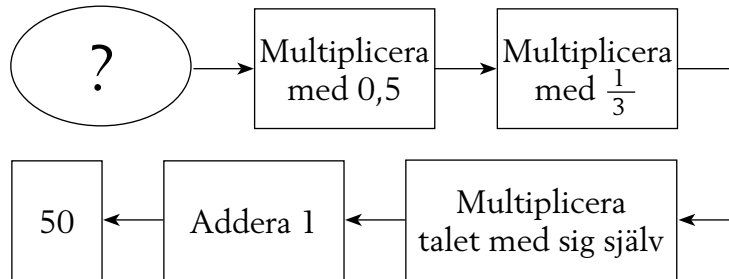 ?
Multiplicera
med 0,5
Multiplicera
med 1/3
Multiplicera
talet med sig själv
Addera 1
50